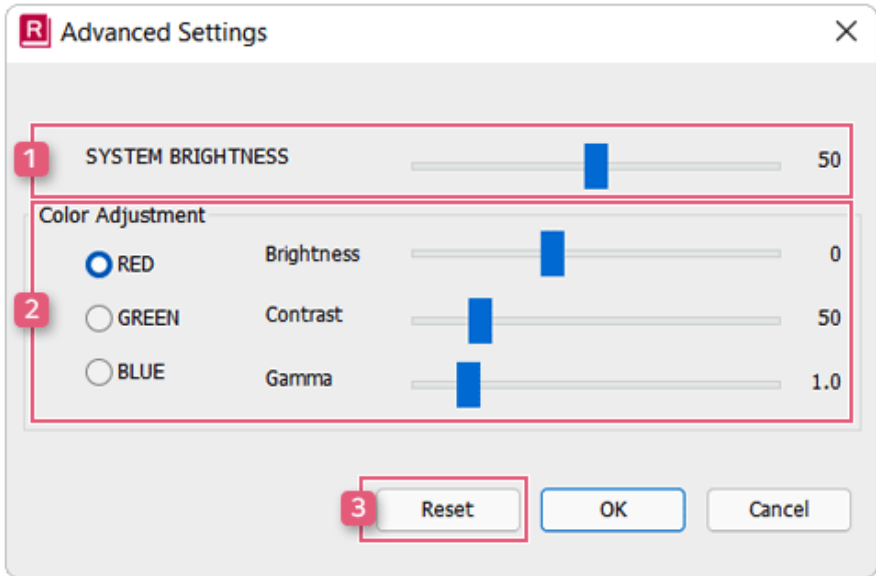 R Advanced Settings
1 SYSTEM BRIGHTNESS 50
Color Adjustment
2
RED Brightness 0
GREEN Contrast 50
BLUE Gamma 1.0
3 Reset OK Cancel